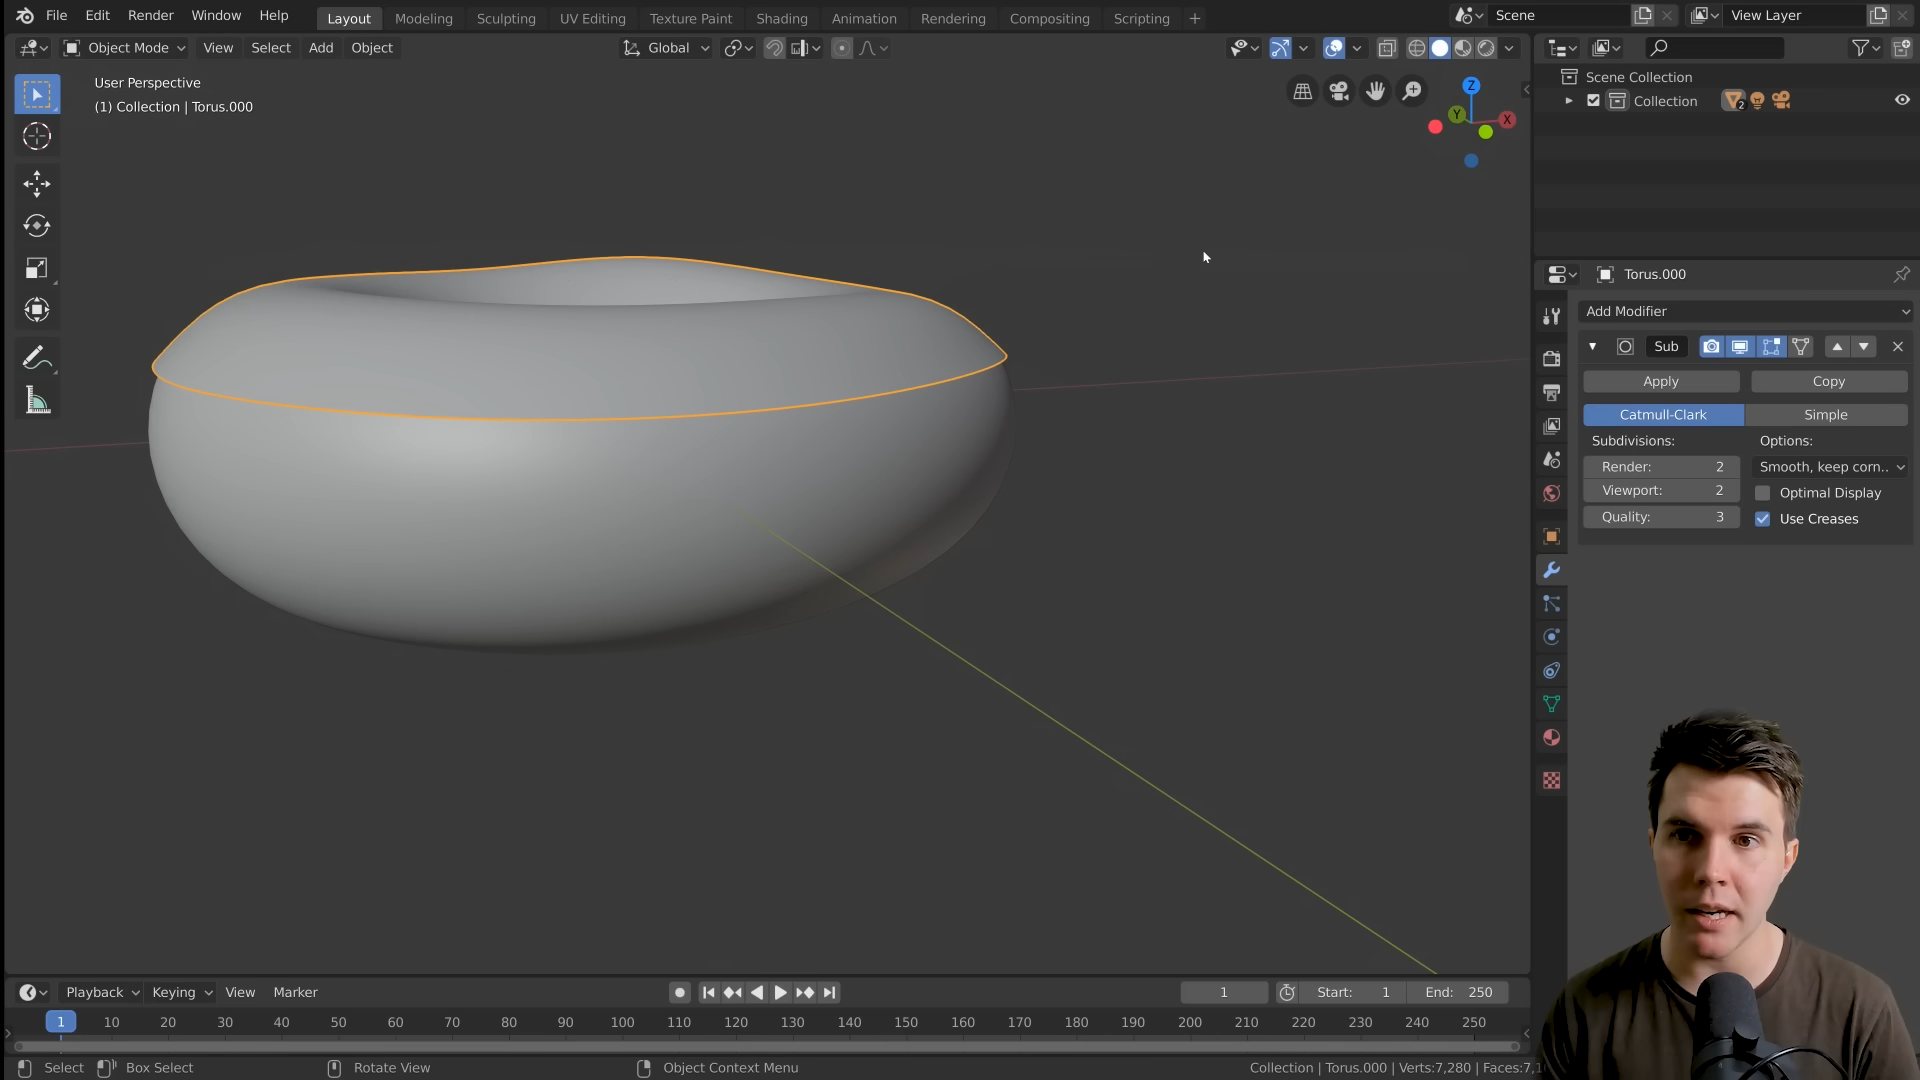 File Edit Render Window Help Layout Modeling Sculpting UV Editing Texture Paint Shading Animation Rendering Compositing Scripting + Scene View Layer
Object Mode View Select Add Object Global
User Perspective
(1) Collection | Torus.000
Z
Y
X
Scene Collection
Collection 2
Torus.000
Add Modifier
Sub
Apply Copy
Catmull-Clark Simple
Subdivisions: Options:
Render: 2 Smooth, keep corn..
Viewport: 2 Optimal Display
Quality: 3 Use Creases
Playback Keying View Marker 1 Start: 1 End: 250
1 10 20 30 40 50 60 70 80 90 100 110 120 130 140 150 160 170 180 190 200 210 220 230 240 250
Select Box Select Rotate View Object Context Menu Collection | Torus.000 | Verts:7,280 | Faces:7,1